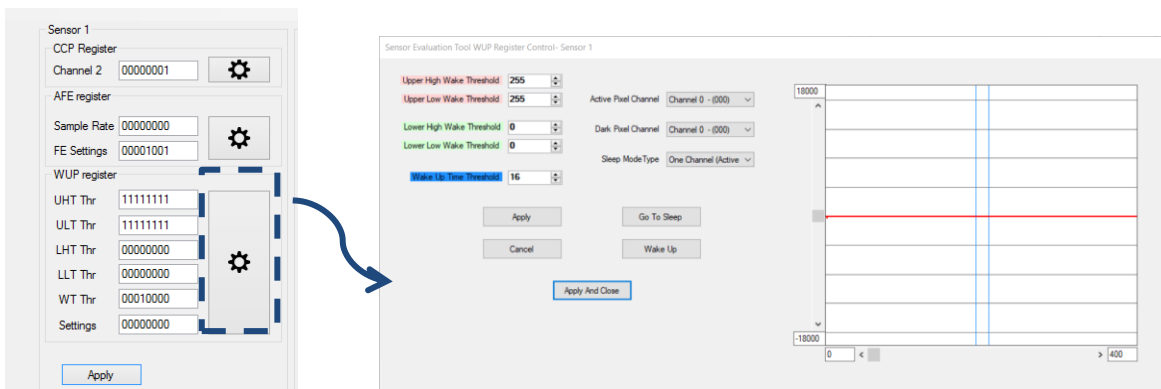 Sensor 1
CCP Register
Channel 2 00000001
AFE register
Sample Rate 00000000
FE Settings 00001001
WUP register
UHT Thr 11111111
ULT Thr 11111111
LHT Thr 00000000
LLT Thr 00000000
WT Thr 00010000
Settings 00000000
Apply
Sensor Evaluation Tool WUP Register Control- Sensor 1
Upper High Wake Threshold 255
Upper Low Wake Threshold 255
Lower High Wake Threshold 0
Lower Low Wake Threshold 0
Wake Up Time Threshold 16
Active Pixel Channel Channel 0 - (000)
Dark Pixel Channel Channel 0 - (000)
Sleep Mode Type One Channel (Active
Apply
Go To Sleep
Cancel
Wake Up
Apply And Close
18000
-18000
0 < > 400